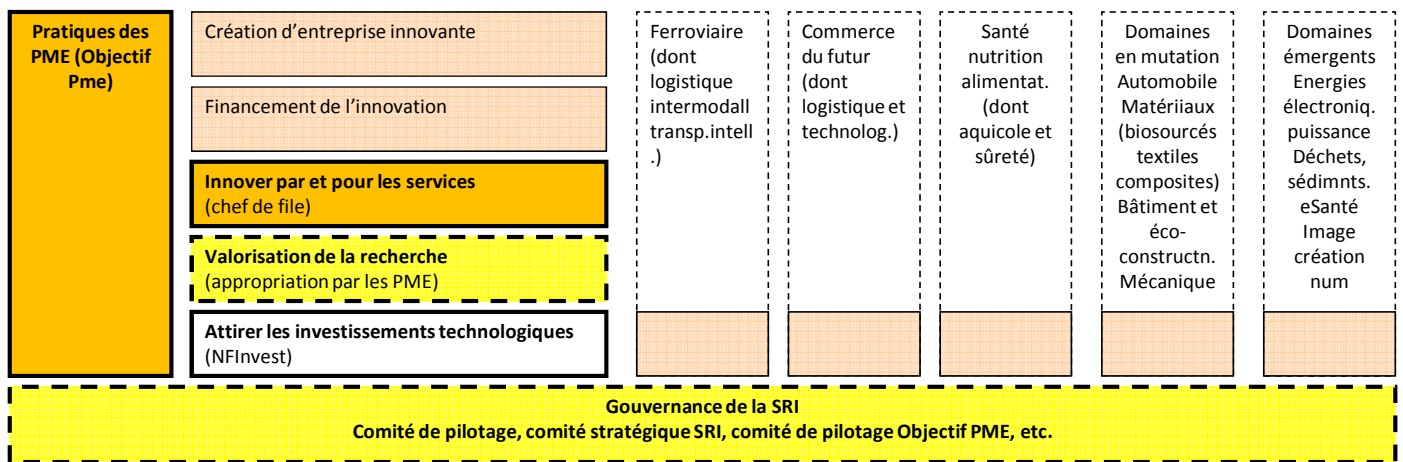 Pratiques des
PME (Objectif
Pme)
Création d’entreprise innovante
Financement de l’innovation
Innover par et pour les services
(chef de file)
Valorisation de la recherche
(appropriation par les PME)
Attirer les investissements technologiques
(NFInvest)
Ferroviaire
(dont
logistique
intermodall
transp.intell
.)
Commerce
du futur
(dont
logistique et
technolog.)
Santé
nutrition
alimentat.
(dont
aquicole et
sûreté)
Domaines
en mutation
Automobile
Matériiaux
(biosourcés
textiles
composites)
Bâtiment et
éco-
constructn.
Mécanique
Domaines
émergents
Energies
électroniq.
puissance
Déchets,
sédimnts.
eSanté
Image
création
num
Gouvernance de la SRI
Comité de pilotage, comité stratégique SRI, comité de pilotage Objectif PME, etc.